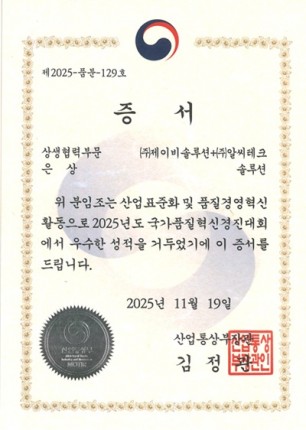 제2025-품분-129호
증 서
상생협력부문 ㈜제이비솔루션+㈜알씨테크
은 상 솔루션
위 분임조는 산업표준화 및 품질경영혁신
활동으로 2025년도 국가품질혁신경진대회
에서 우수한 성적을 거두었기에 이 증서를
드립니다.
2025년 11월 19일
산업통상부장관
김 정 관